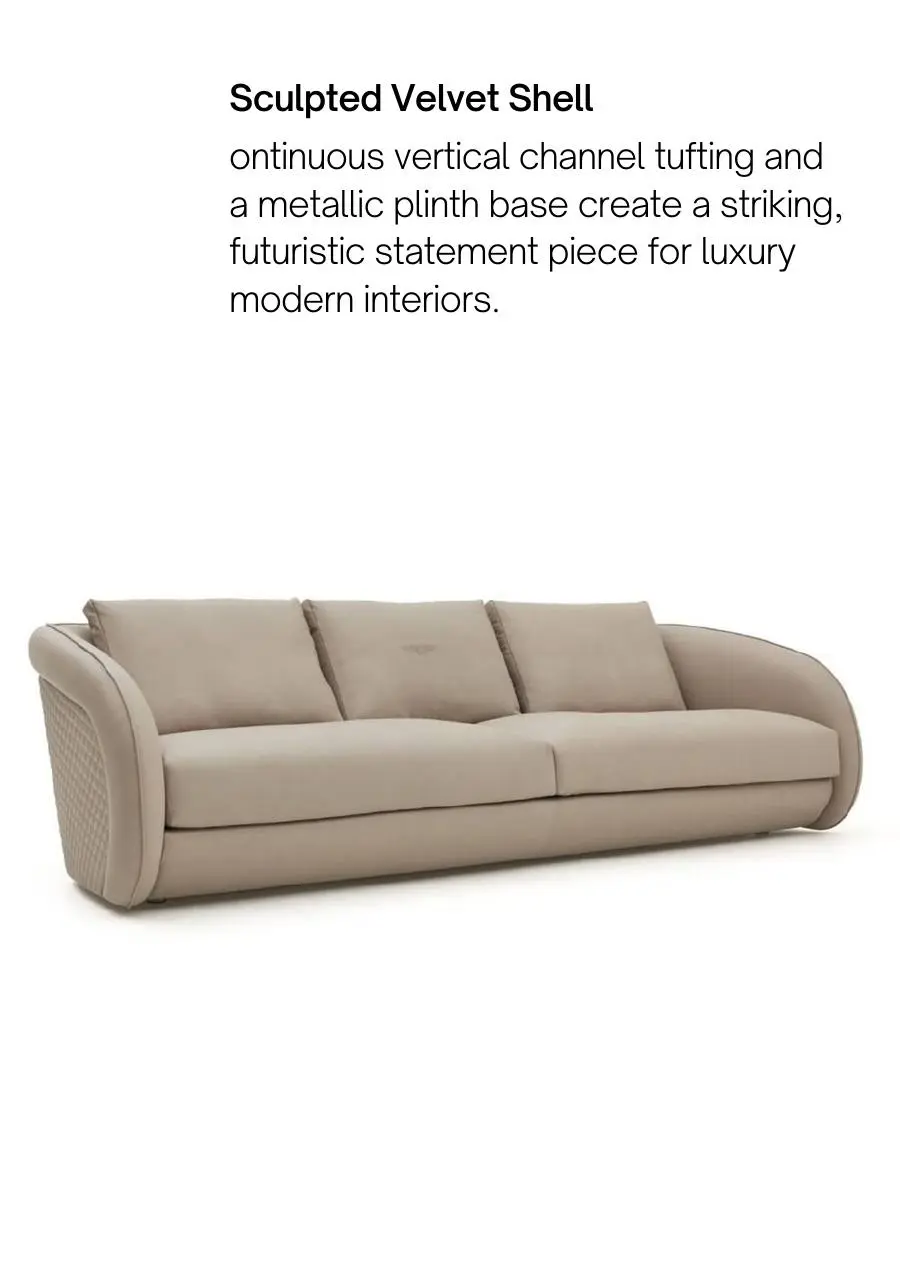 Sculpted Velvet Shell
ontinuous vertical channel tufting and
a metallic plinth base create a striking,
futuristic statement piece for luxury
modern interiors.